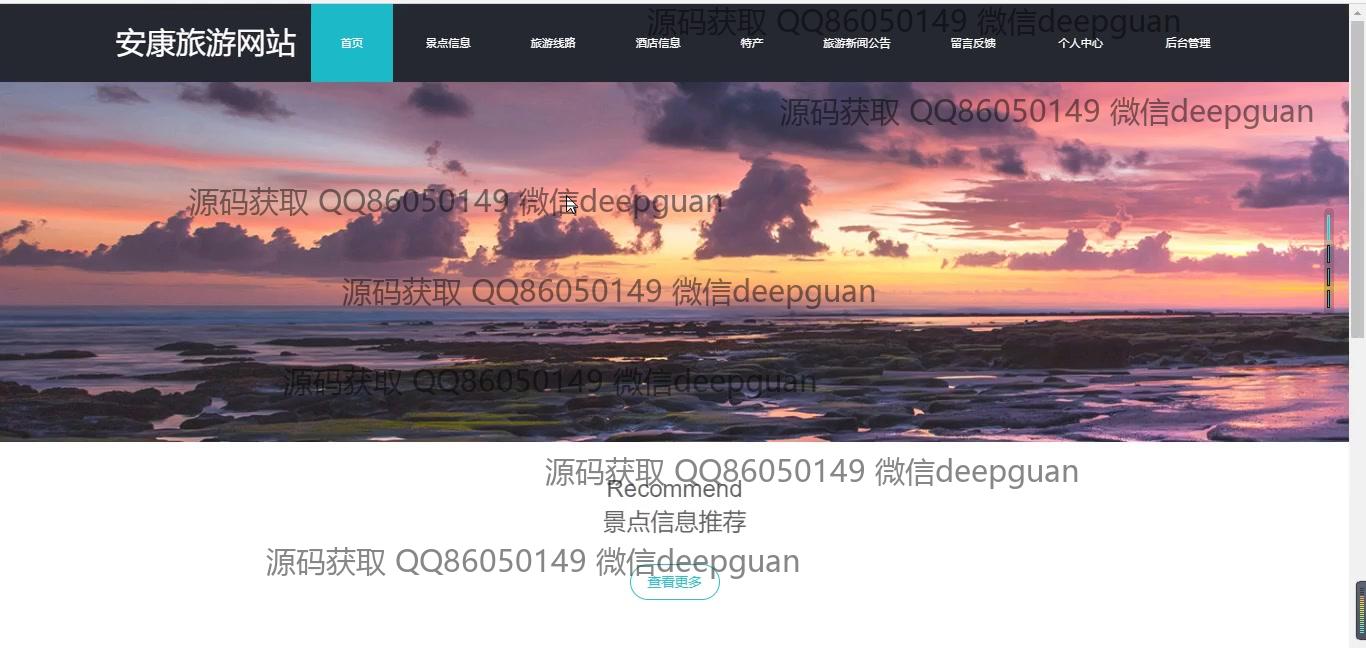 源码获取 QQ86050149 微信deepguan
安康旅游网站 首页 景点信息 旅游线路 酒店信息 特产 旅游新闻公告 留言反馈 个人中心 后台管理
源码获取 QQ86050149 微信deepguan
源码获取 QQ86050149 微信deepguan
源码获取 QQ86050149 微信deepguan
源码获取 QQ86050149 微信deepguan
源码获取 QQ86050149 微信deepguan
Recommend
景点信息推荐
源码获取 QQ86050149 微信deepguan
查看更多